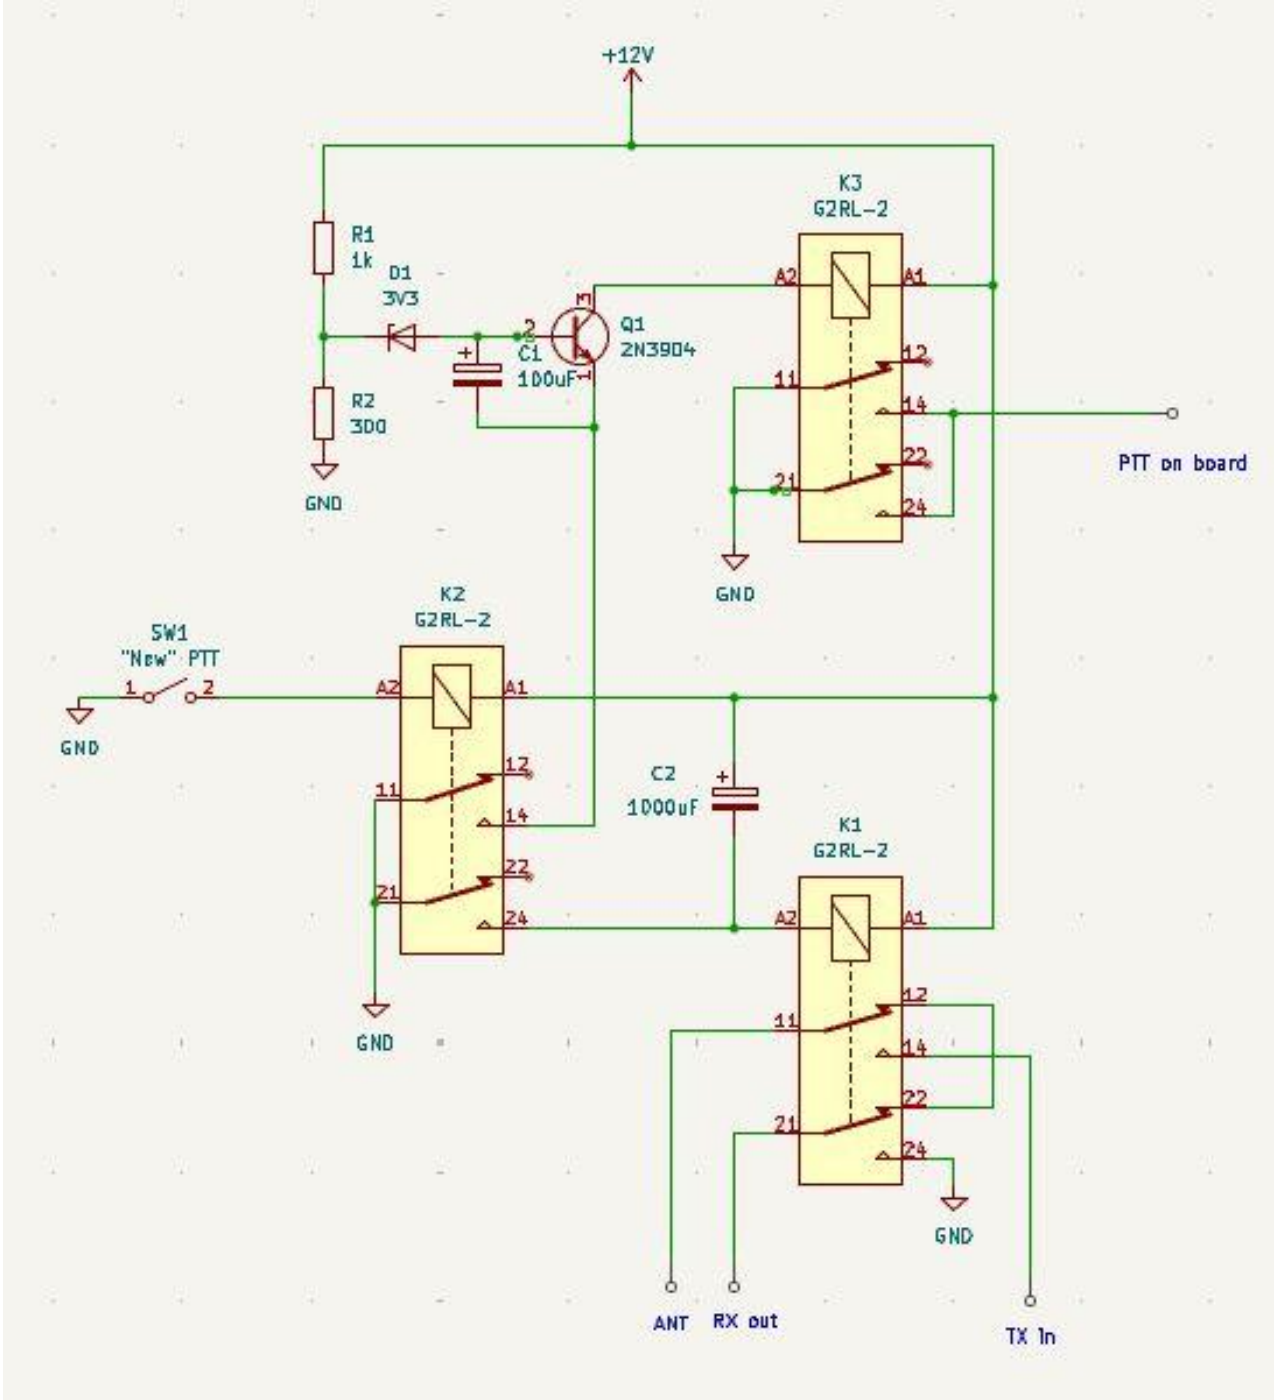 +12V
K3
G2RL-2
R1
1k
D1
3V3
A2
A1
3
Q1
2N3904
2
C1
100uF
1
+
12
11
14
R2
300
22
PTT on board
21
24
GND
GND
K2
G2RL-2
SW1
"New" PTT
1
2
A2
A1
GND
12
C2
1000uF
+
11
14
K1
G2RL-2
22
21
24
A2
A1
12
11
14
GND
22
21
24
GND
ANT
RX out
TX In